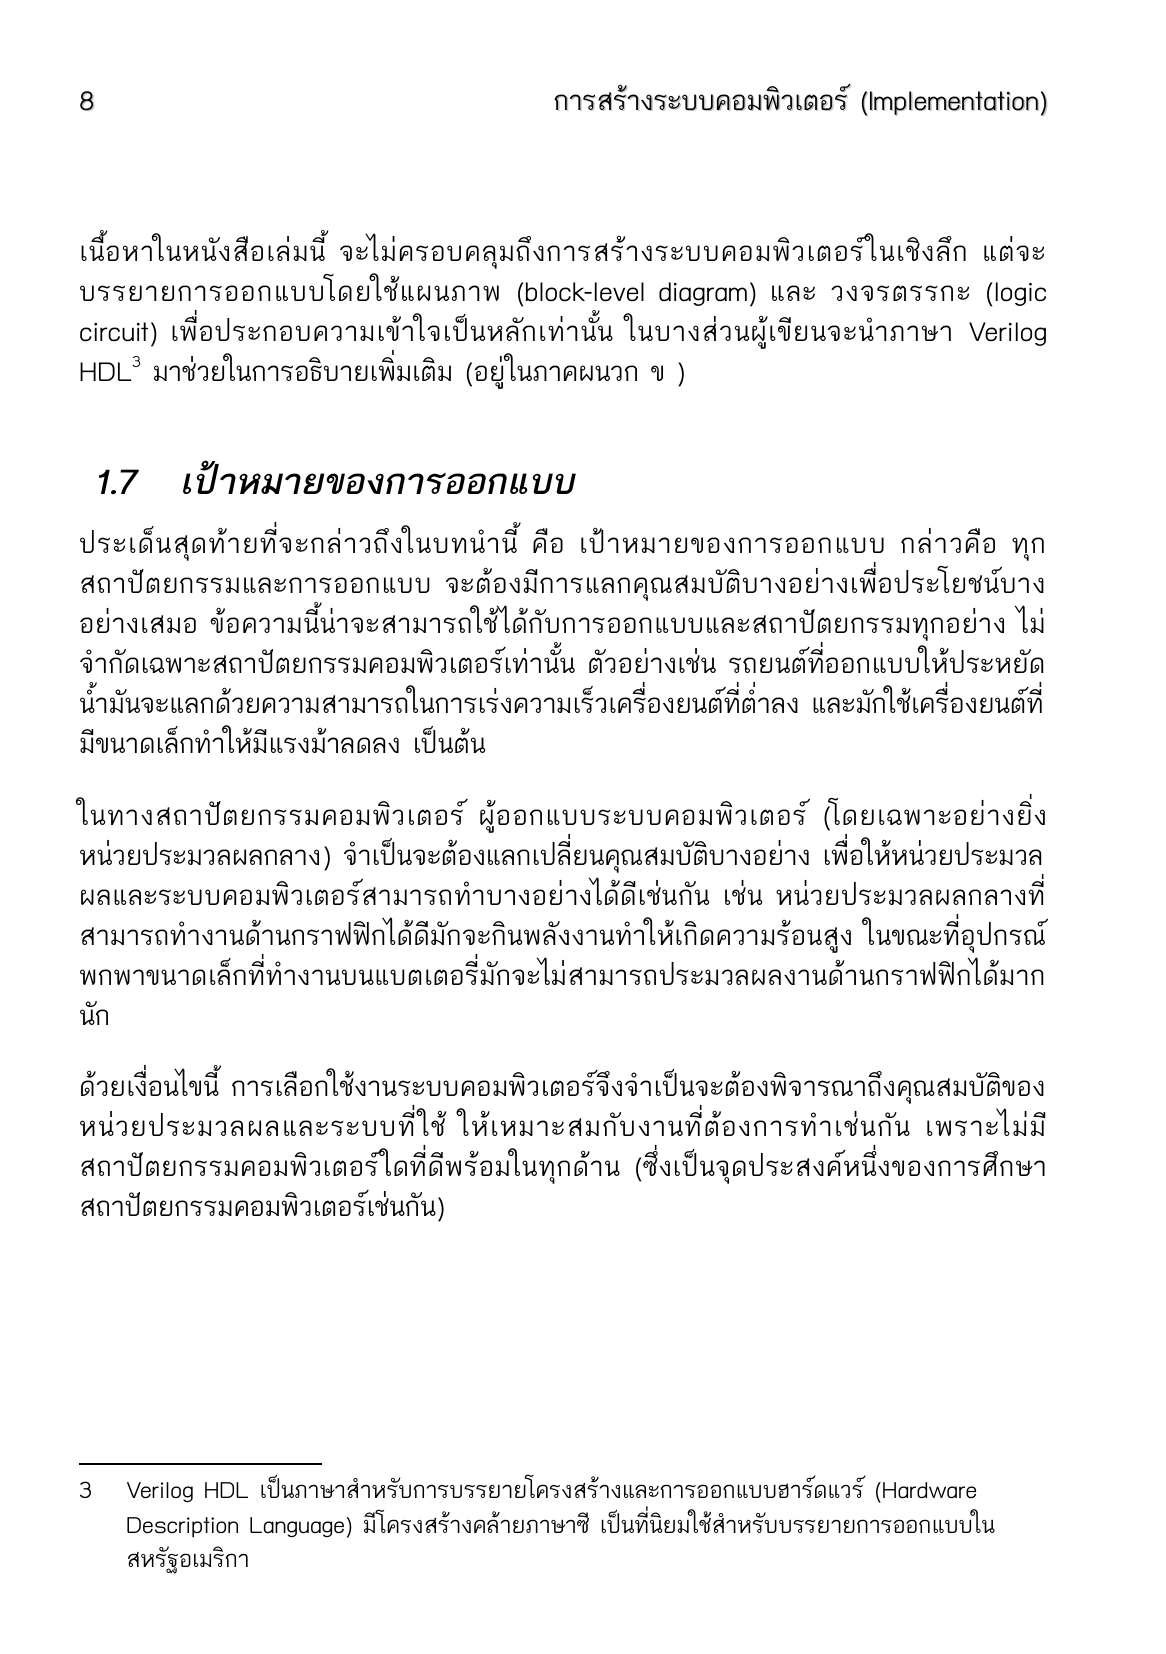 8 การสร้างระบบคอมพิวเตอร์ (Implementation)
เนื้อหาในหนังสือเล่มนี้ จะไม่ครอบคลุมถึงการสร้างระบบคอมพิวเตอร์ในเชิงลึก แต่จะ
บรรยายการออกแบบโดยใช้แผนภาพ (block-level diagram) และ วงจรตรรกะ (logic
circuit) เพื่อประกอบความเข้าใจเป็นหลักเท่านั้น ในบางส่วนผู้เขียนจะนำภาษา Verilog
HDL3 มาช่วยในการอธิบายเพิ่มเติม (อยู่ในภาคผนวก ข )
1.7 เป้าหมายของการออกแบบ
ประเด็นสุดท้ายที่จะกล่าวถึงในบทนำนี้ คือ เป้าหมายของการออกแบบ กล่าวคือ ทุก
สถาปัตยกรรมและการออกแบบ จะต้องมีการแลกคุณสมบัติบางอย่างเพื่อประโยชน์บาง
อย่างเสมอ ข้อความนี้น่าจะสามารถใช้ได้กับการออกแบบและสถาปัตยกรรมทุกอย่าง ไม่
จำกัดเฉพาะสถาปัตยกรรมคอมพิวเตอร์เท่านั้น ตัวอย่างเช่น รถยนต์ที่ออกแบบให้ประหยัด
น้ำมันจะแลกด้วยความสามารถในการเร่งความเร็วเครื่องยนต์ที่ต่ำลง และมักใช้เครื่องยนต์ที่
มีขนาดเล็กทำให้มีแรงม้าลดลง เป็นต้น
ในทางสถาปัตยกรรมคอมพิวเตอร์ ผู้ออกแบบระบบคอมพิวเตอร์ (โดยเฉพาะอย่างยิ่ง
หน่วยประมวลผลกลาง) จำเป็นจะต้องแลกเปลี่ยนคุณสมบัติบางอย่าง เพื่อให้หน่วยประมวล
ผลและระบบคอมพิวเตอร์สามารถทำบางอย่างได้ดีเช่นกัน เช่น หน่วยประมวลผลกลางที่
สามารถทำงานด้านกราฟฟิกได้ดีมักจะกินพลังงานทำให้เกิดความร้อนสูง ในขณะที่อุปกรณ์
พกพาขนาดเล็กที่ทำงานบนแบตเตอรี่มักจะไม่สามารถประมวลผลงานด้านกราฟฟิกได้มาก
นัก
ด้วยเงื่อนไขนี้ การเลือกใช้งานระบบคอมพิวเตอร์จึงจำเป็นจะต้องพิจารณาถึงคุณสมบัติของ
หน่วยประมวลผลและระบบที่ใช้ ให้เหมาะสมกับงานที่ต้องการทำเช่นกัน เพราะไม่มี
สถาปัตยกรรมคอมพิวเตอร์ใดที่ดีพร้อมในทุกด้าน (ซึ่งเป็นจุดประสงค์หนึ่งของการศึกษา
สถาปัตยกรรมคอมพิวเตอร์เช่นกัน)
3 Verilog HDL เป็นภาษาสำหรับการบรรยายโครงสร้างและการออกแบบฮาร์ดแวร์ (Hardware
Description Language) มีโครงสร้างคล้ายภาษาซี เป็นที่นิยมใช้สำหรับบรรยายการออกแบบใน
สหรัฐอเมริกา